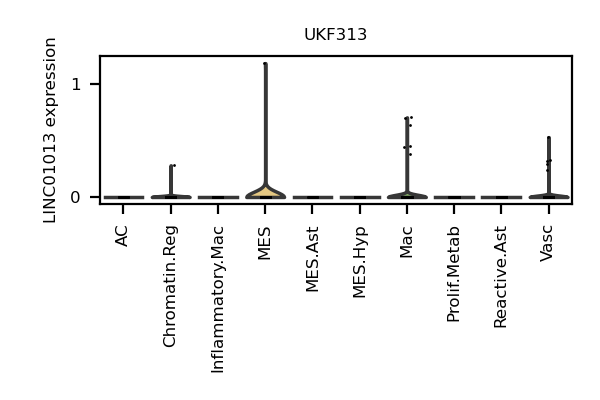 UKF313
LINC01013 expression
1
0
AC
Chromatin.Reg
Inflammatory.Mac
MES
MES.Ast
MES.Hyp
Mac
Prolif.Metab
Reactive.Ast
Vasc